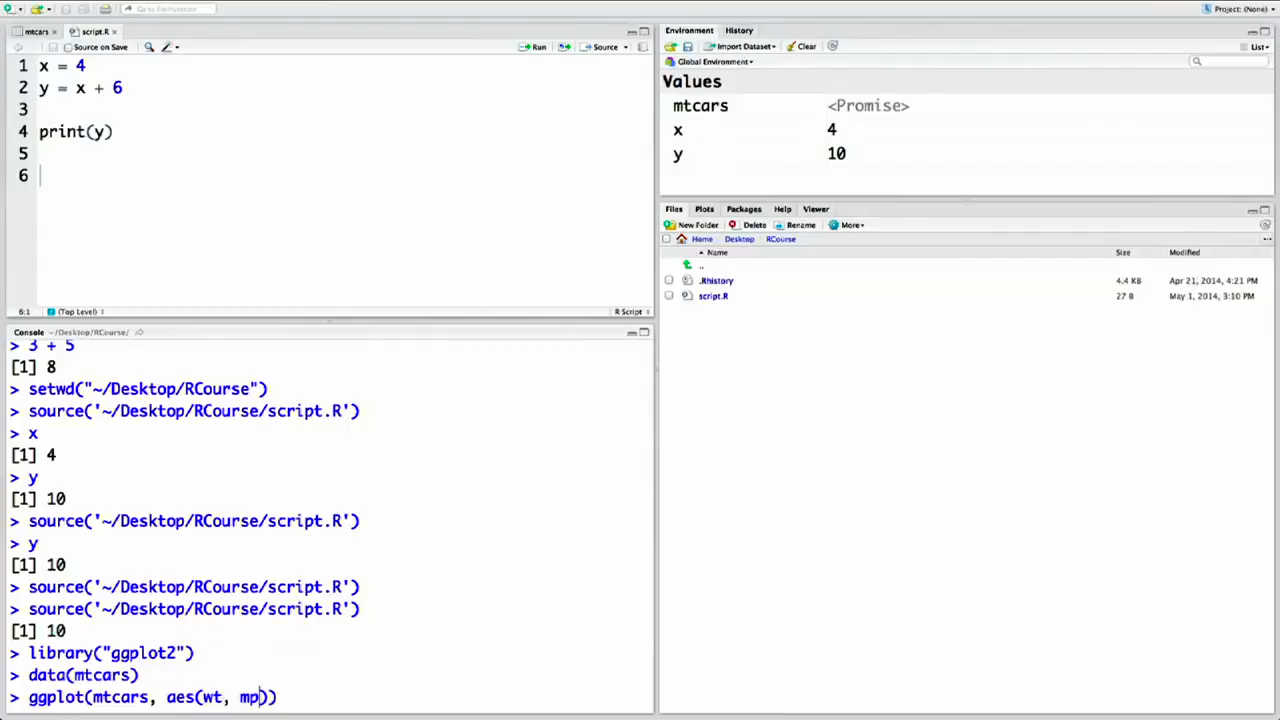 Go to file/function
Project: (None)
mtcars
script.R
Source on Save
Run
Source
1 x = 4
2 y = x + 6
3
4 print(y)
5
6
6:1
(Top Level)
R Script
Console ~/Desktop/RCourse/
> 3 + 5
[1] 8
> setwd("~/Desktop/RCourse")
> source('~/Desktop/RCourse/script.R')
> x
[1] 4
> y
[1] 10
> source('~/Desktop/RCourse/script.R')
> y
[1] 10
> source('~/Desktop/RCourse/script.R')
> source('~/Desktop/RCourse/script.R')
[1] 10
> library("ggplot2")
> data(mtcars)
> ggplot(mtcars, aes(wt, mp))
Environment History
Import Dataset Clear List
Global Environment
Values
mtcars <Promise>
x 4
y 10
Files Plots Packages Help Viewer
New Folder Delete Rename More
Home Desktop RCourse
Name Size Modified
..
.Rhistory 4.4 KB Apr 21, 2014, 4:21 PM
script.R 27 B May 1, 2014, 3:10 PM